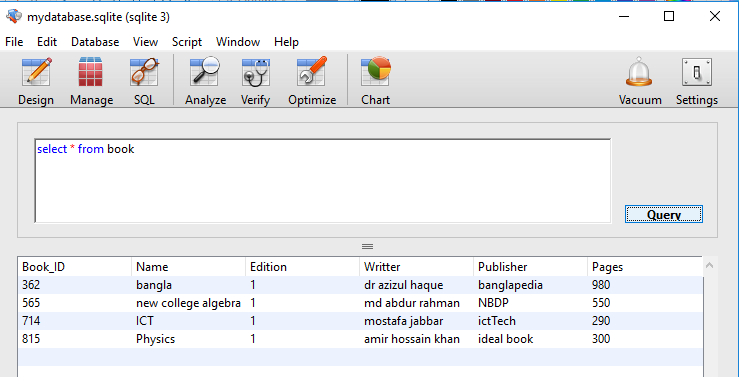 mydatabase.sqlite (sqlite 3)
File Edit Database View Script Window Help
Design Manage SQL Analyze Verify Optimize Chart Vacuum Settings
select * from book
Query
Book_ID Name Edition Writter Publisher Pages
362 bangla 1 dr azizul haque banglapedia 980
565 new college algebra 1 md abdur rahman NBDP 550
714 ICT 1 mostafa jabbar ictTech 290
815 Physics 1 amir hossain khan ideal book 300